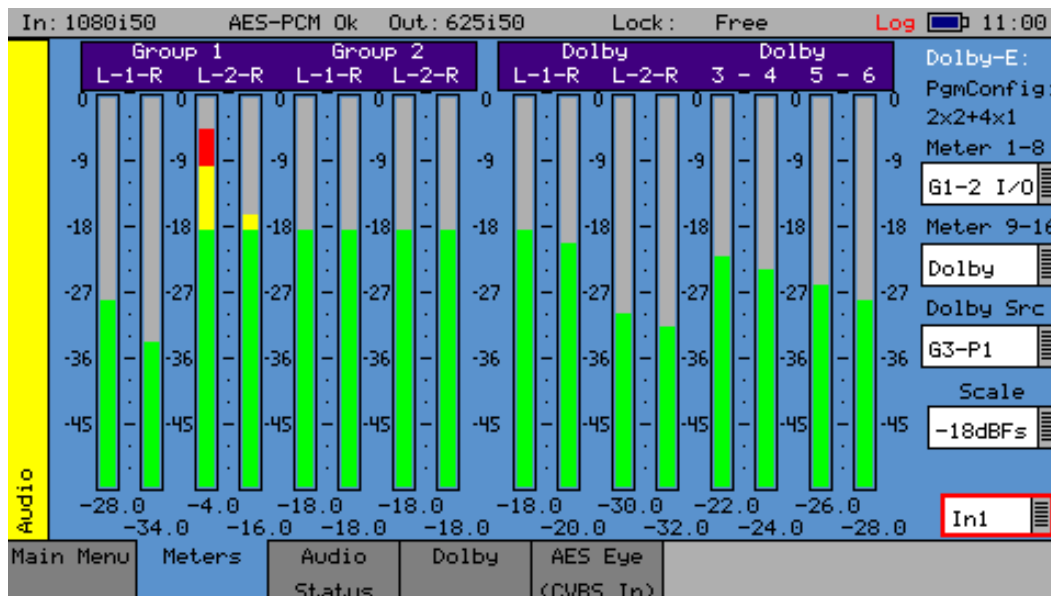 In: 1080i50 AES-PCM Ok Out: 625i50 Lock: Free Log 11:00
Group 1 Group 2 Dolby Dolby
L-1-R L-2-R L-1-R L-2-R L-1-R L-2-R 3 - 4 5 - 6
0 0 0 0 0 0 0 0 0
-9 -9 -9 -9 -9 -9 -9 -9 -9
-18 -18 -18 -18 -18 -18 -18 -18 -18
-27 -27 -27 -27 -27 -27 -27 -27 -27
-36 -36 -36 -36 -36 -36 -36 -36 -36
-45 -45 -45 -45 -45 -45 -45 -45
-28.0 -4.0 -18.0 -18.0 -18.0 -30.0 -22.0 -26.0
-34.0 -16.0 -18.0 -18.0 -20.0 -32.0 -24.0 -28.0
Dolby-E:
PgmConfig:
2x2+4x1
Meter 1-8
G1-2 I/O
Meter 9-16
Dolby
Dolby Src
G3-P1
Scale
-18dBFs
In1
Audio
Main Menu Meters Audio Status Dolby AES Eye (CVBS In)